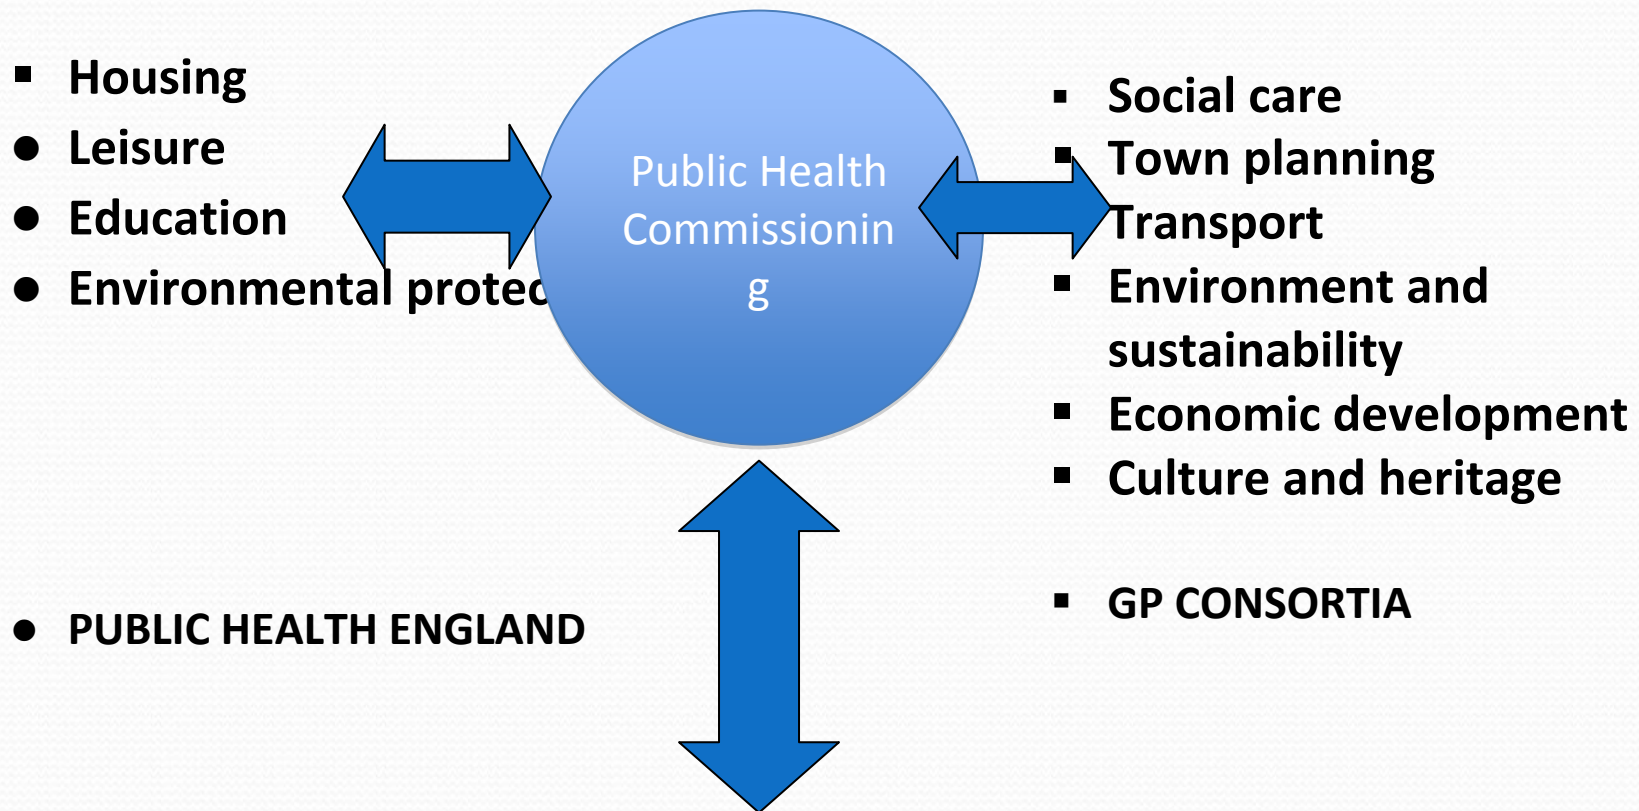 Housing
Leisure
Education
Environmental protec
PUBLIC HEALTH ENGLAND
Public Health
Commissionin
g
Social care
Town planning
Transport
Environment and
sustainability
Economic development
Culture and heritage
GP CONSORTIA